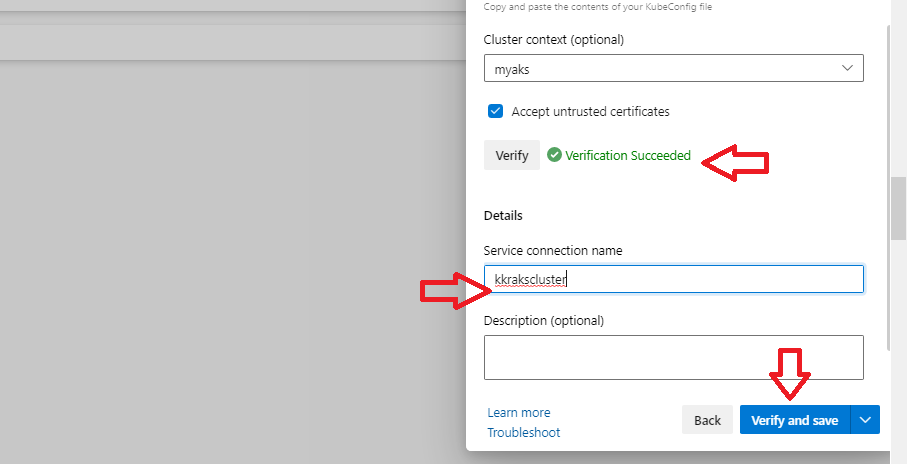 Copy and paste the contents of your KubeConfig file
Cluster context (optional)
myaks
Accept untrusted certificates
Verify Verification Succeeded
Details
Service connection name
kkrakscluster
Description (optional)
Learn more
Troubleshoot
Back Verify and save